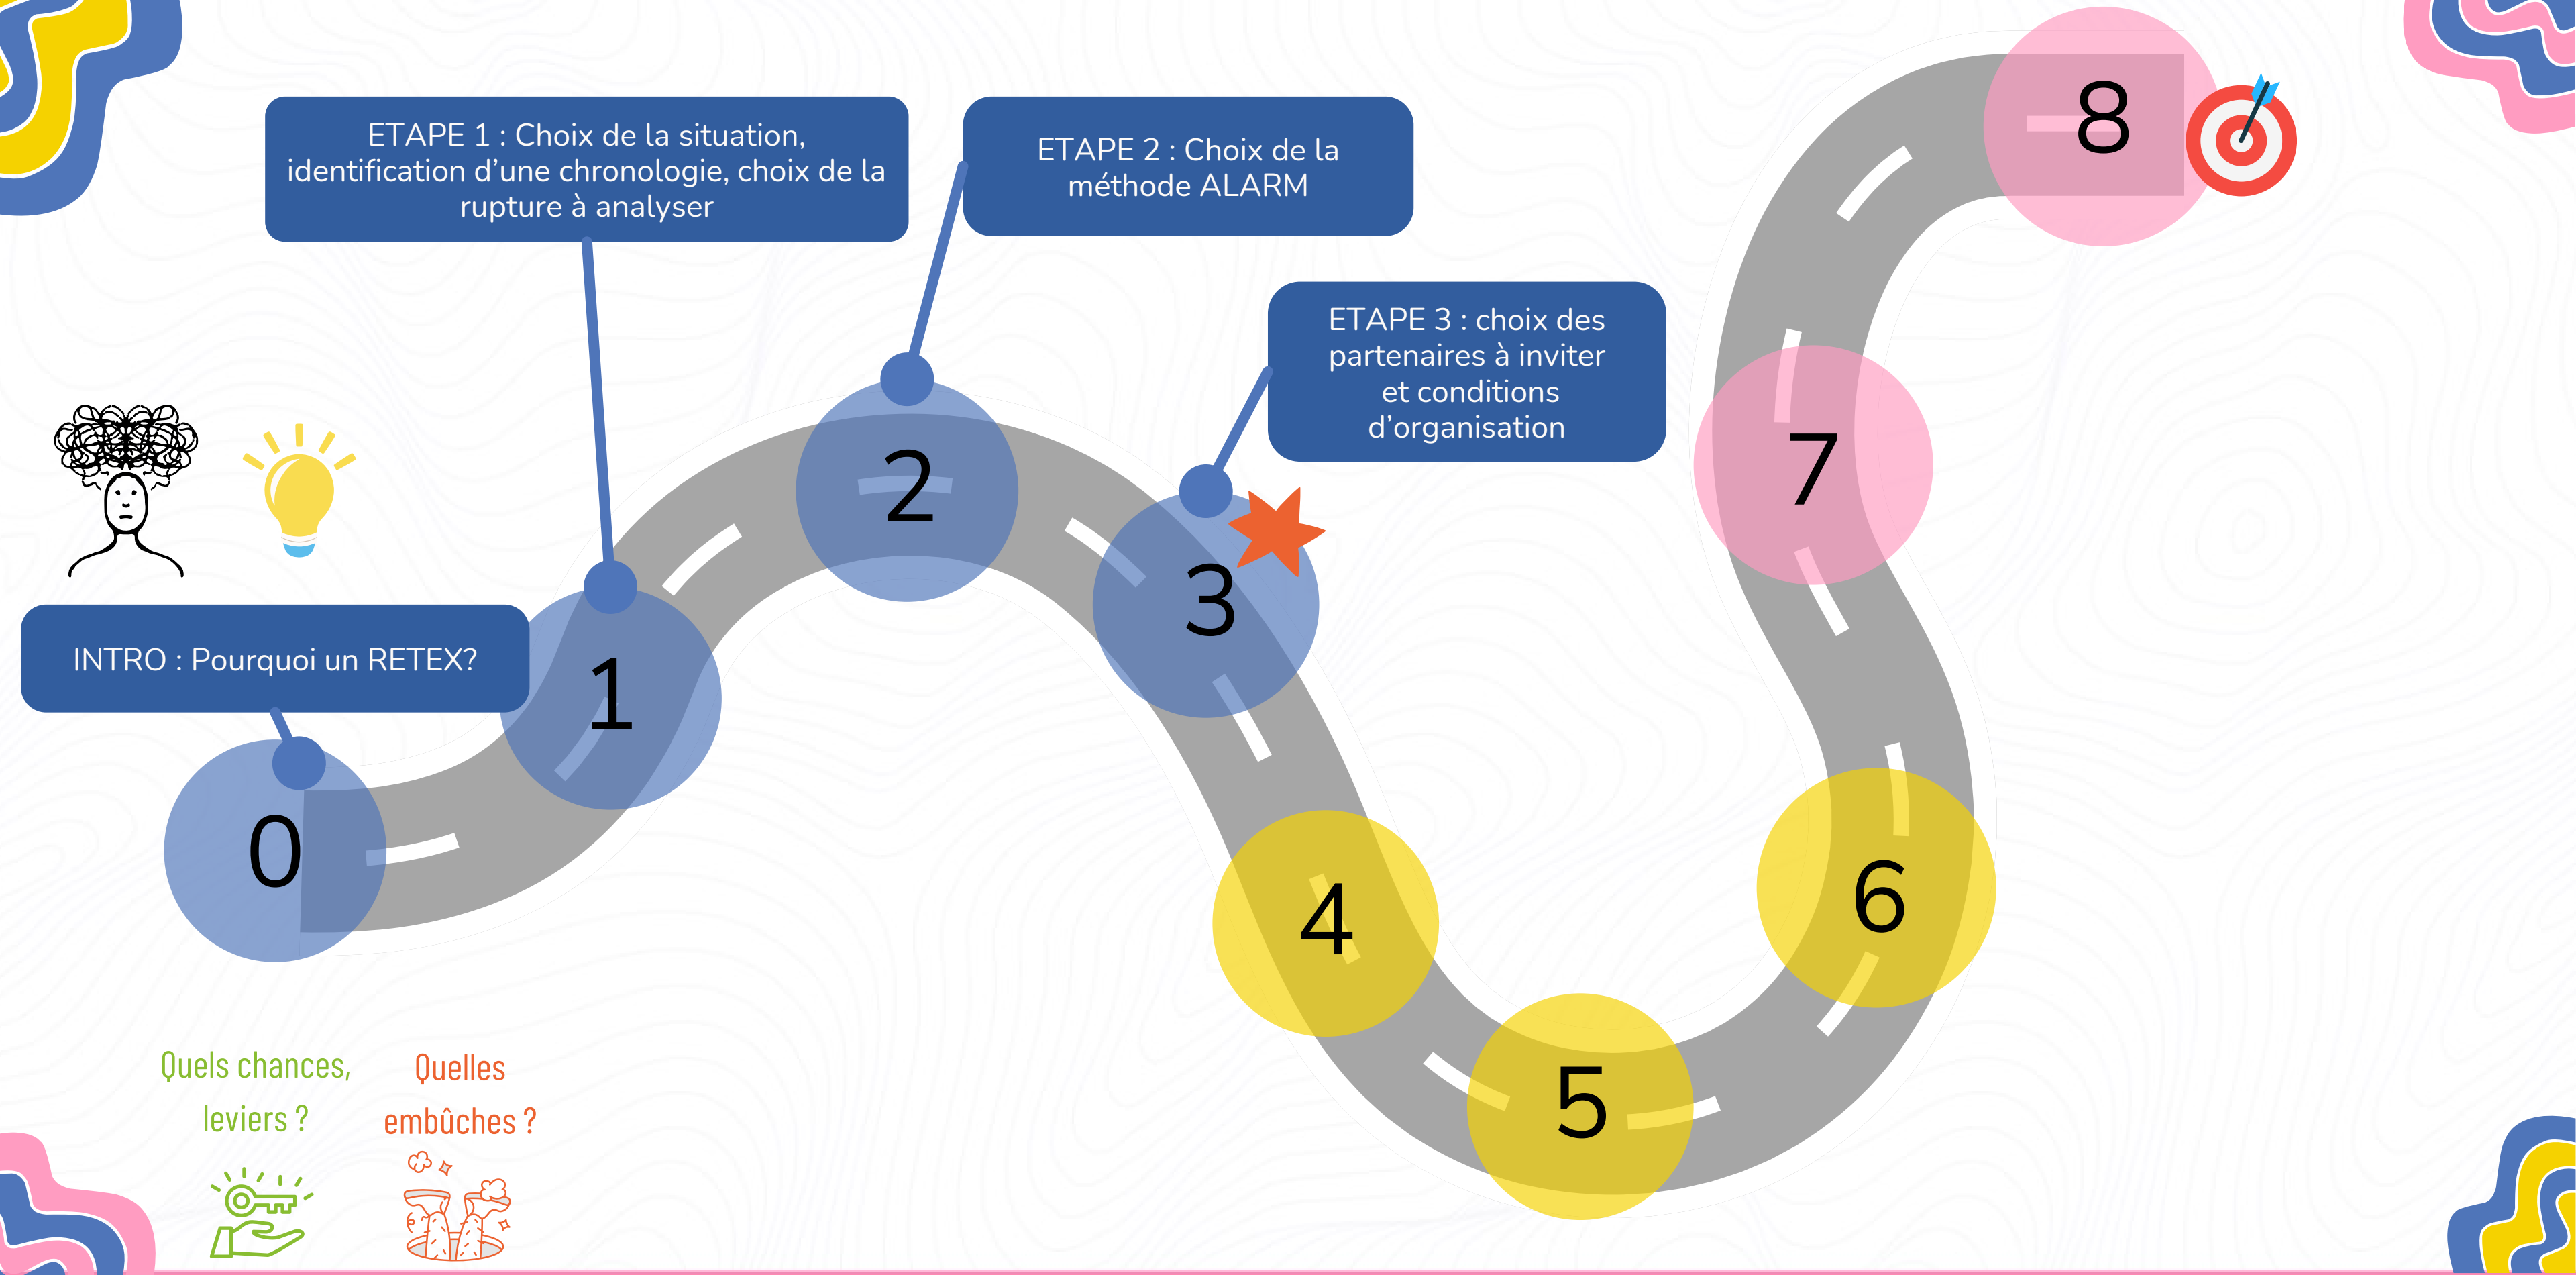 ETAPE 1 : Choix de la situation,
identification d’une chronologie, choix de la
rupture à analyser
ETAPE 2 : Choix de la
méthode ALARM
ETAPE 3 : choix des
partenaires à inviter
et conditions
d’organisation
INTRO : Pourquoi un RETEX?
0
1
2
3
4
5
6
7
8
Quels chances,
leviers ?
Quelles
embûches ?